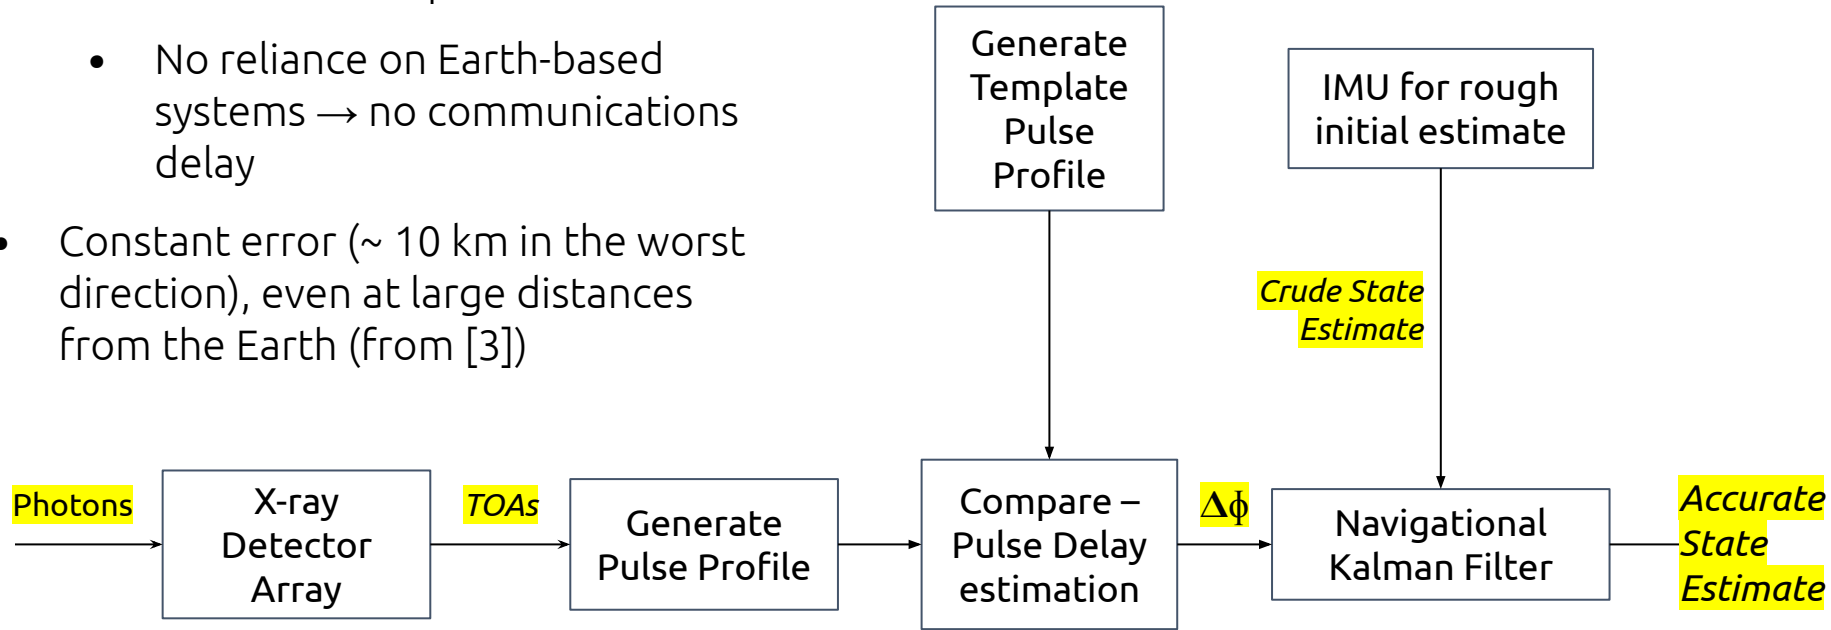 • No reliance on Earth-based
systems → no communications
delay
• Constant error (~ 10 km in the worst
direction), even at large distances
from the Earth (from [3])
Generate
Template
Pulse
Profile
IMU for rough
initial estimate
Crude State
Estimate
Photons
X-ray
Detector
Array
TOAs
Generate
Pulse Profile
Compare –
Pulse Delay
estimation
Δϕ
Navigational
Kalman Filter
Accurate
State
Estimate